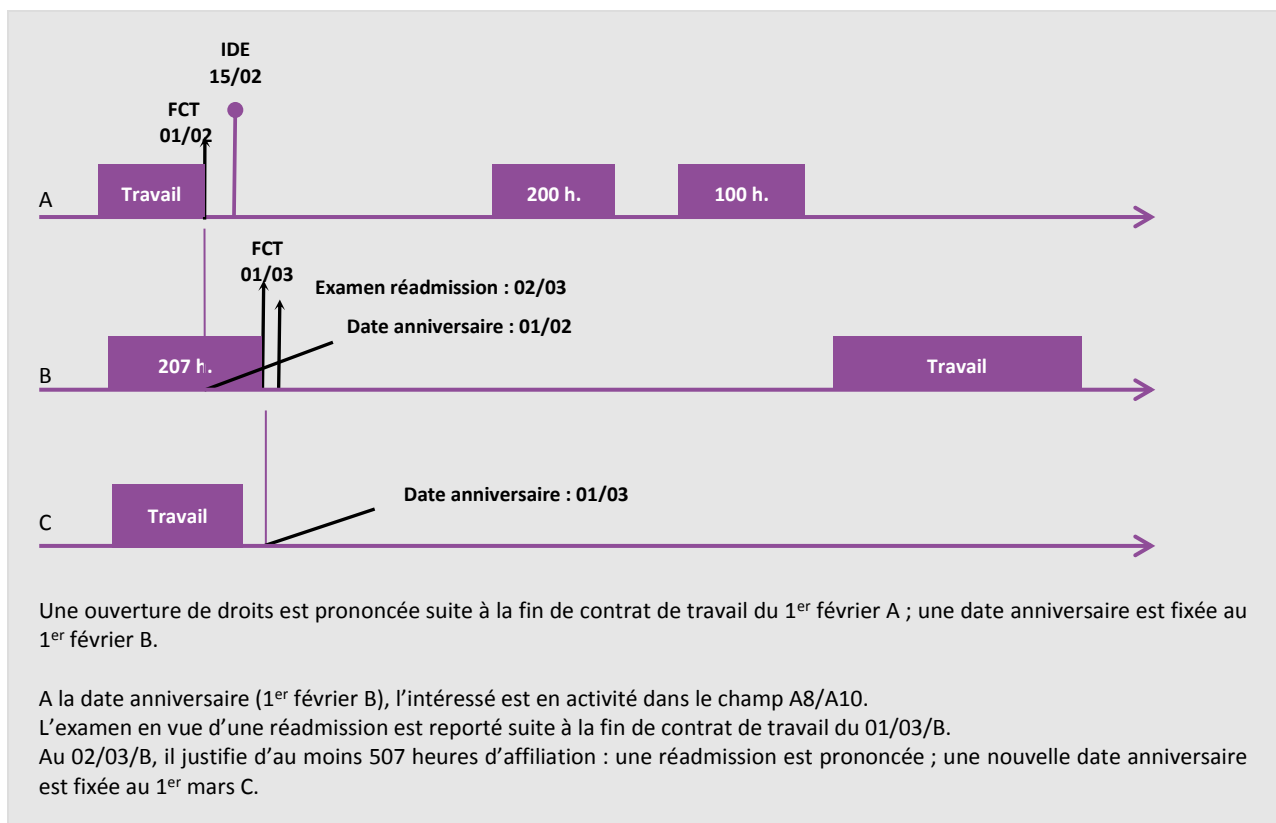 IDE
15/02
FCT
01/02
A
Travail
200 h.
100 h.
FCT
01/03
Examen réadmission : 02/03
Date anniversaire : 01/02
B
207 h.
Travail
Date anniversaire : 01/03
C
Travail
Une ouverture de droits est prononcée suite à la fin de contrat de travail du 1er février A ; une date anniversaire est fixée au
1er février B.
A la date anniversaire (1er février B), l’intéressé est en activité dans le champ A8/A10.
L’examen en vue d’une réadmission est reporté suite à la fin de contrat de travail du 01/03/B.
Au 02/03/B, il justifie d’au moins 507 heures d’affiliation : une réadmission est prononcée ; une nouvelle date anniversaire
est fixée au 1er mars C.